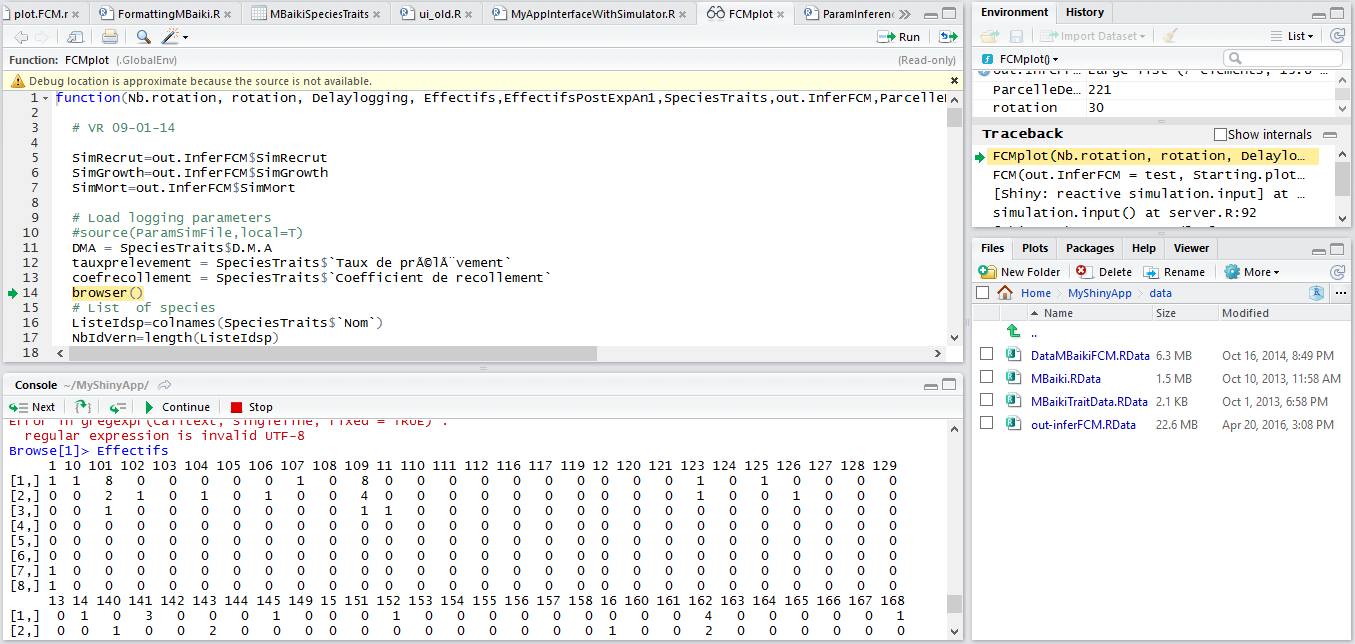 plot.FCM.r × FormattingMBaiki.R × MBaikiSpeciesTraits × ui_old.R × MyAppInterfaceWithSimulator.R × FCMplot × ParamInferenc
Run
Function: FCMplot (.GlobalEnv) (Read-only)
Debug location is approximate because the source is not available.
1 function(Nb.rotation, rotation, Delaylogging, Effectifs,EffectifsPostExpAn1,SpeciesTraits,out.InferFCM,ParcelleD
2
3 # VR 09-01-14
4
5 SimRecrut=out.InferFCM$SimRecrut
6 SimGrowth=out.InferFCM$SimGrowth
7 SimMort=out.InferFCM$SimMort
8
9 # Load logging parameters
10 #source(ParamSimFile,local=T)
11 DMA = SpeciesTraits$D.M.A
12 tauxprelevement = SpeciesTraits$`Taux de prÃ©lÃ¨vement`
13 coefrecollement = SpeciesTraits$`Coefficient de recollement`
14 browser()
15 # List of species
16 ListeIdsp=colnames(SpeciesTraits$`Nom`)
17 NbIdvern=length(ListeIdsp)
18
Console ~/MyShinyApp/
Next Continue Stop
Error in gregexpr(calltext, singleline, fixed = TRUE) :
regular expression is invalid UTF-8
Browse[1]> Effectifs
1 10 101 102 103 104 105 106 107 108 109 11 110 111 112 116 117 119 12 120 121 123 124 125 126 127 128 129
[1,] 1 1 8 0 0 0 0 0 1 0 8 0 0 0 0 0 0 0 0 0 0 1 0 1 0 0 0 0
[2,] 0 0 2 1 0 1 0 1 0 0 4 0 0 0 0 0 0 0 0 0 0 1 0 0 1 0 0 0
[3,] 0 0 1 0 0 0 0 0 0 0 1 1 0 0 0 0 0 0 0 0 0 0 0 0 0 0 0 0
[4,] 0 0 0 0 0 0 0 0 0 0 0 0 0 0 0 0 0 0 0 0 0 0 0 0 0 0 0 0
[5,] 0 0 0 0 0 0 0 0 0 0 0 0 0 0 0 0 0 0 0 0 0 0 0 0 0 0 0 0
[6,] 0 0 0 0 0 0 0 0 0 0 0 0 0 0 0 0 0 0 0 0 0 0 0 0 0 0 0 0
[7,] 1 0 0 0 0 0 0 0 0 0 0 0 0 0 0 0 0 0 0 0 0 0 0 0 0 0 0 0
[8,] 1 0 0 0 0 0 0 0 0 0 0 0 0 0 0 0 0 0 0 0 0 0 0 0 0 0 0 0
13 14 140 141 142 143 144 145 149 15 151 152 153 154 155 156 157 158 16 160 161 162 163 164 165 166 167 168
[1,] 0 1 0 3 0 0 0 1 0 0 0 1 0 0 0 0 0 0 0 0 0 4 0 0 0 0 0 1
[2,] 0 0 1 0 0 2 0 0 0 0 0 0 0 0 0 0 0 0 1 0 0 2 0 0 0 0 0 0
Environment History
Import Dataset List
FCMplot()
out.InferF... Large list (7 elements, 15.6
ParcelleDe... 221
rotation 30
Traceback Show internals
FCMplot(Nb.rotation, rotation, Delaylo...
FCM(out.InferFCM = test, Starting.plot...
[Shiny: reactive simulation.input] at ...
simulation.input() at server.R:92
Files Plots Packages Help Viewer
New Folder Delete Rename More
Home MyShinyApp data
Name Size Modified
..
DataMBaikiFCM.RData 6.3 MB Oct 16, 2014, 8:49 PM
MBaiki.RData 1.5 MB Oct 10, 2013, 11:58 AM
MBaikiTraitData.RData 2.1 KB Oct 1, 2013, 6:58 PM
out-inferFCM.RData 22.6 MB Apr 20, 2016, 3:08 PM